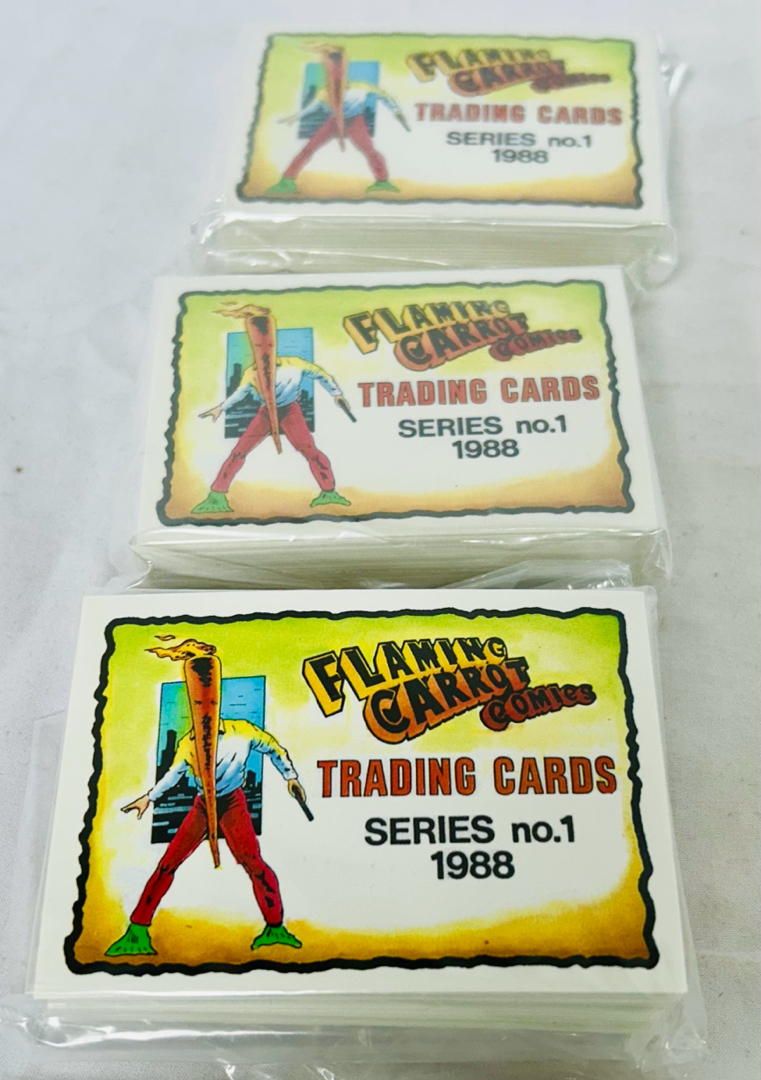 FLAMING
CARROT
COMICS
TRADING CARDS
SERIES no.1
1988
FLAMING
CARROT
COMICS
TRADING CARDS
SERIES no.1
1988
FLAMING
CARROT
COMICS
TRADING CARDS
SERIES no.1
1988